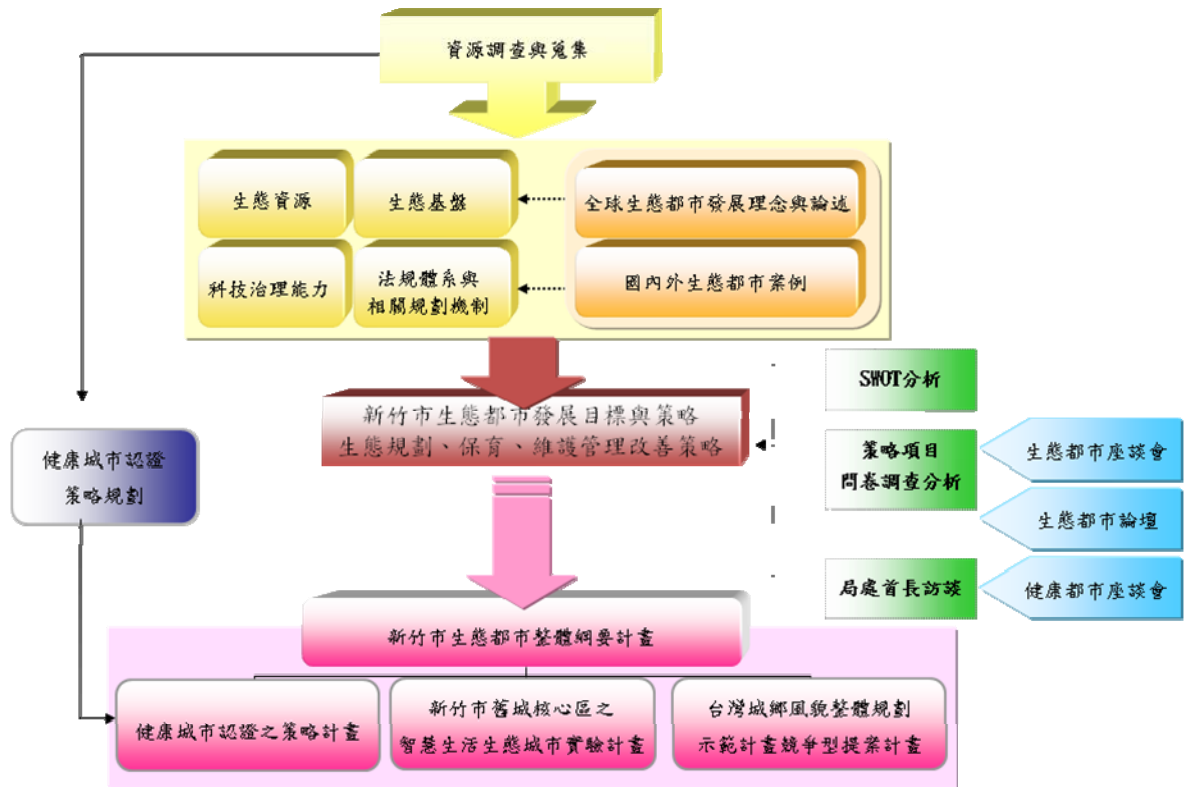 資源調查與蒐集
生態資源
生態基盤
全球生態都市發展理念與論述
科技治理能力
法規體系與
相關規劃機制
國內外生態都市案例
新竹市生態都市發展目標與策略
生態規劃、保育、維護管理改善策略
SWOT分析
策略項目
問卷調查分析
局處首長訪談
生態都市座談會
生態都市論壇
健康都市座談會
健康城市認證
策略規劃
新竹市生態都市整體綱要計畫
健康城市認證之策略計畫
新竹市舊城核心區之
智慧生活生態城市實驗計畫
台灣城鄉風貌整體規劃
示範計畫競爭型提案計畫